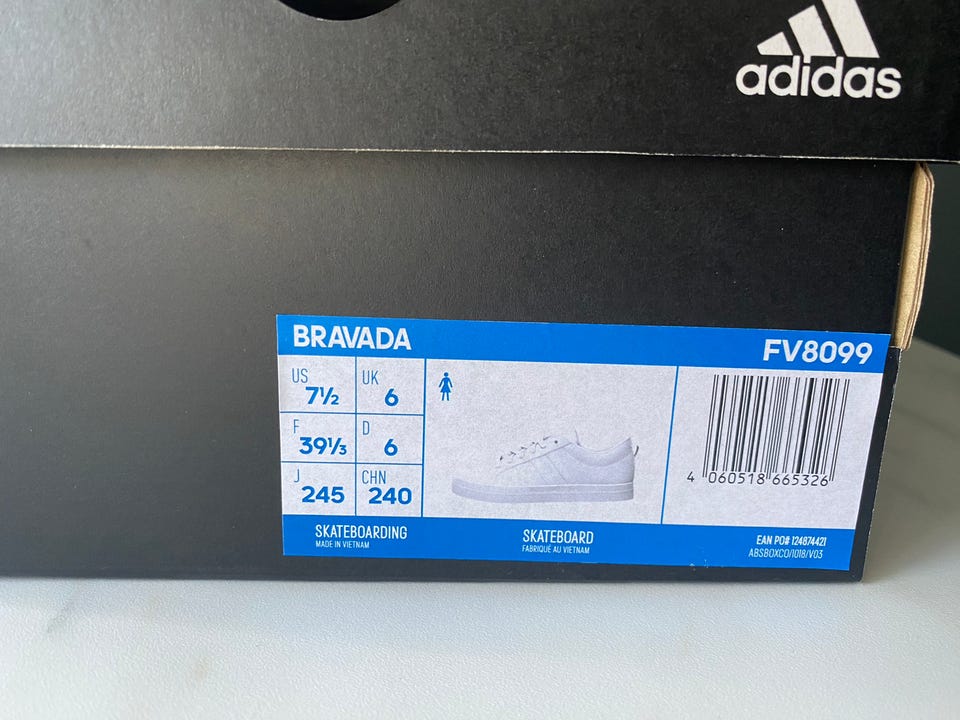 adidas
BRAVADA
FV8099
US
7½
UK
6
F
39⅓
D
6
J
245
CHN
240
4 060518 665326
SKATEBOARDING
MADE IN VIETNAM
SKATEBOARD
FABRIQUÉ AU VIETNAM
EAN PO# 124874421
ABSBOXCO/1018/V03